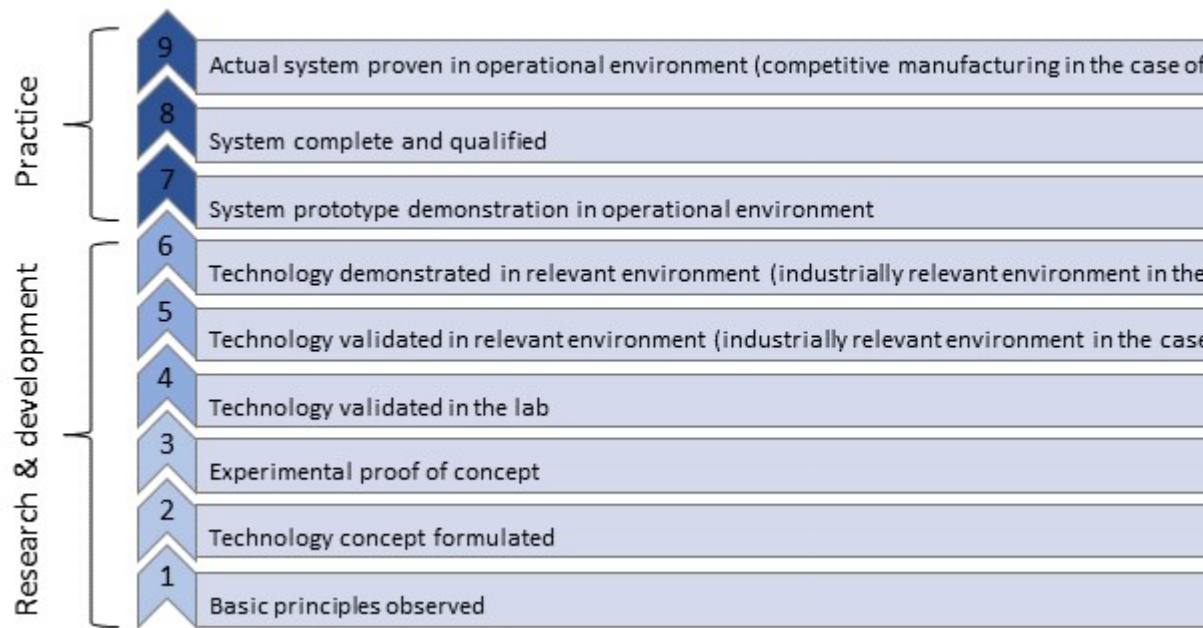 Practice
9
Actual system proven in operational environment (competitive manufacturing in the case of
8
System complete and qualified
7
System prototype demonstration in operational environment
Research & development
6
Technology demonstrated in relevant environment (industrially relevant environment in the
5
Technology validated in relevant environment (industrially relevant environment in the case
4
Technology validated in the lab
3
Experimental proof of concept
2
Technology concept formulated
1
Basic principles observed